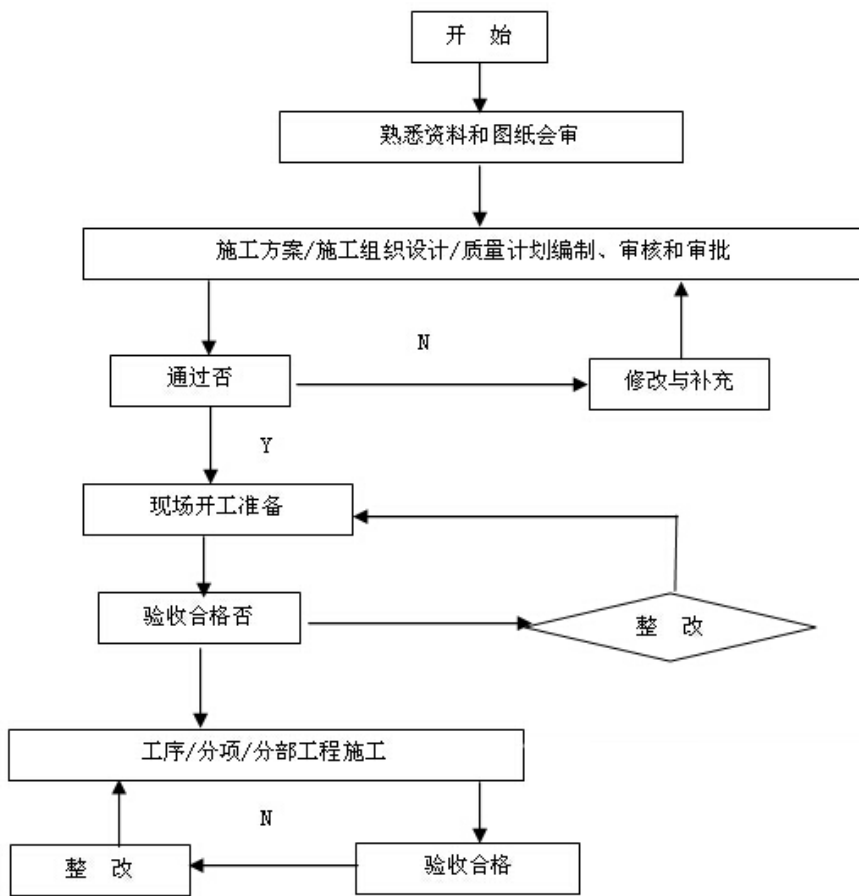 开 始
熟悉资料和图纸会审
施工方案/施工组织设计/质量计划编制、审核和审批
N
通过否
修改与补充
Y
现场开工准备
验收合格否
整 改
工序/分项/分部工程施工
N
整 改
验收合格